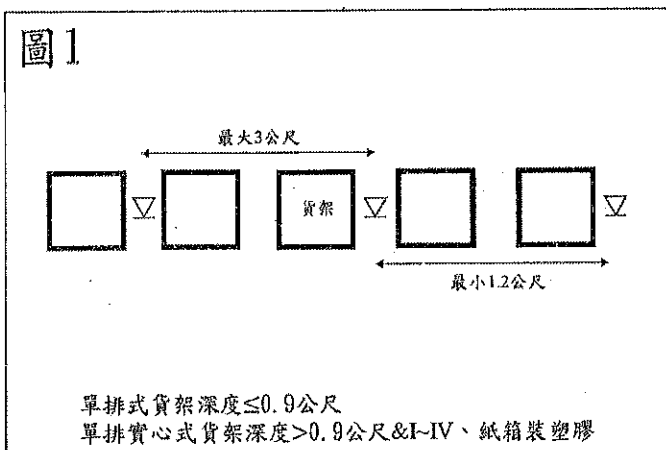 圖1
最大3公尺
貨架
最小1.2公尺
單排式貨架深度≤0.9公尺
單排實心式貨架深度>0.9公尺&I~IV、紙箱裝塑膠